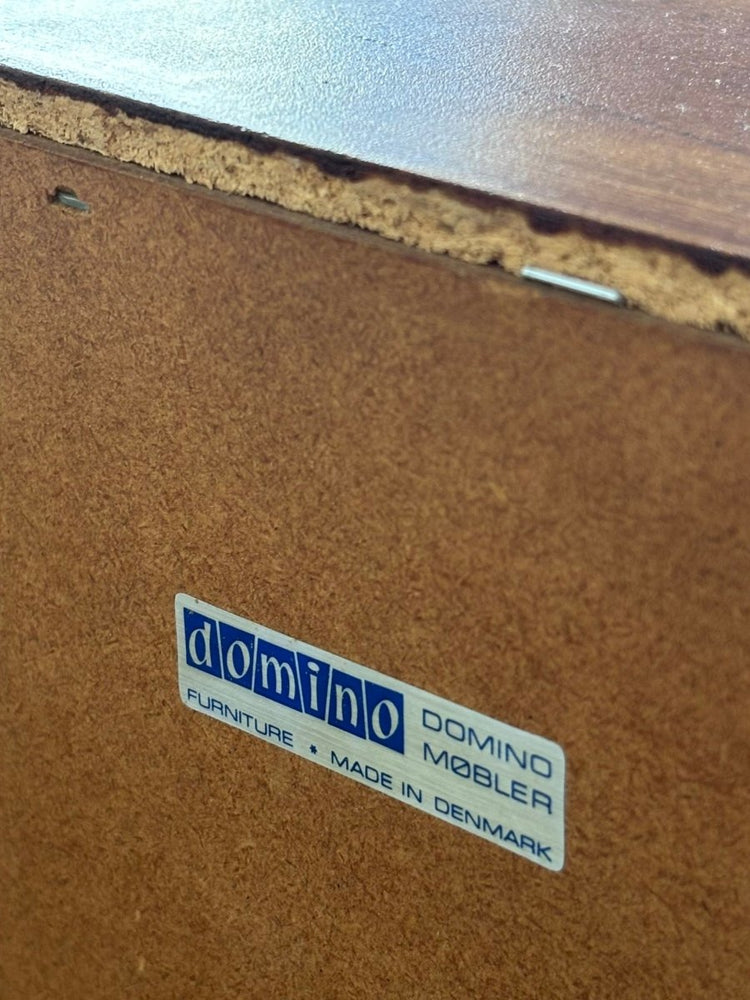 domino
DOMINO
MØBLER
FURNITURE * MADE IN DENMARK